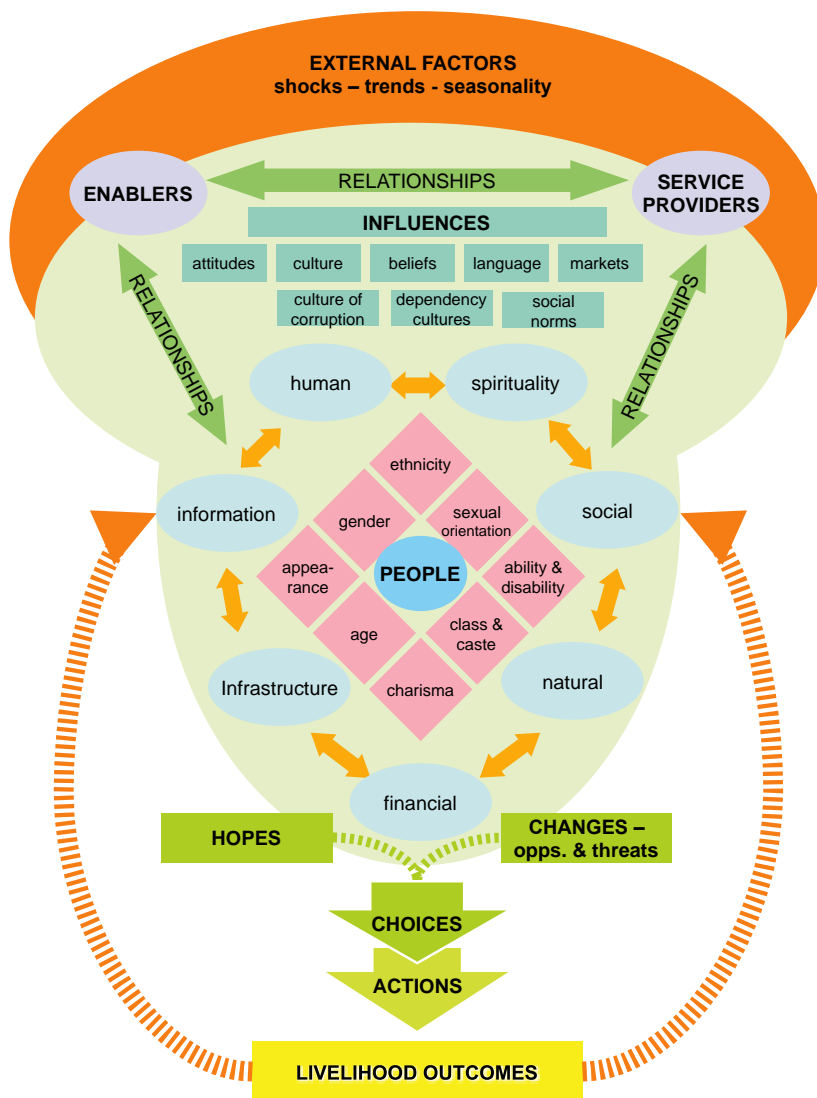 EXTERNAL FACTORS
shocks – trends - seasonality
ENABLERS
RELATIONSHIPS
SERVICE
PROVIDERS
INFLUENCES
attitudes
culture
beliefs
language
markets
culture of
corruption
dependency
cultures
social
norms
RELATIONSHIPS
RELATIONSHIPS
human
spirituality
information
social
ethnicity
gender
sexual
orientation
appea-
rance
PEOPLE
ability &
disability
age
class &
caste
charisma
Infrastructure
natural
financial
HOPES
CHANGES –
opps. & threats
CHOICES
ACTIONS
LIVELIHOOD OUTCOMES